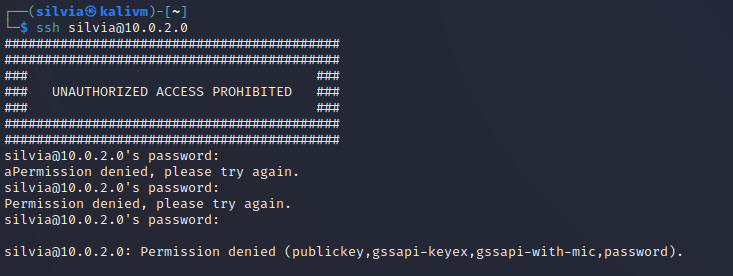 ┌──(silvia㉿kalivm)-[~]
└─$ ssh silvia@10.0.2.0
##########################################
##########################################
###                                    ###
###   UNAUTHORIZED ACCESS PROHIBITED   ###
###                                    ###
##########################################
##########################################
silvia@10.0.2.0's password:
aPermission denied, please try again.
silvia@10.0.2.0's password:
Permission denied, please try again.
silvia@10.0.2.0's password:
silvia@10.0.2.0: Permission denied (publickey,gssapi-keyex,gssapi-with-mic,password).